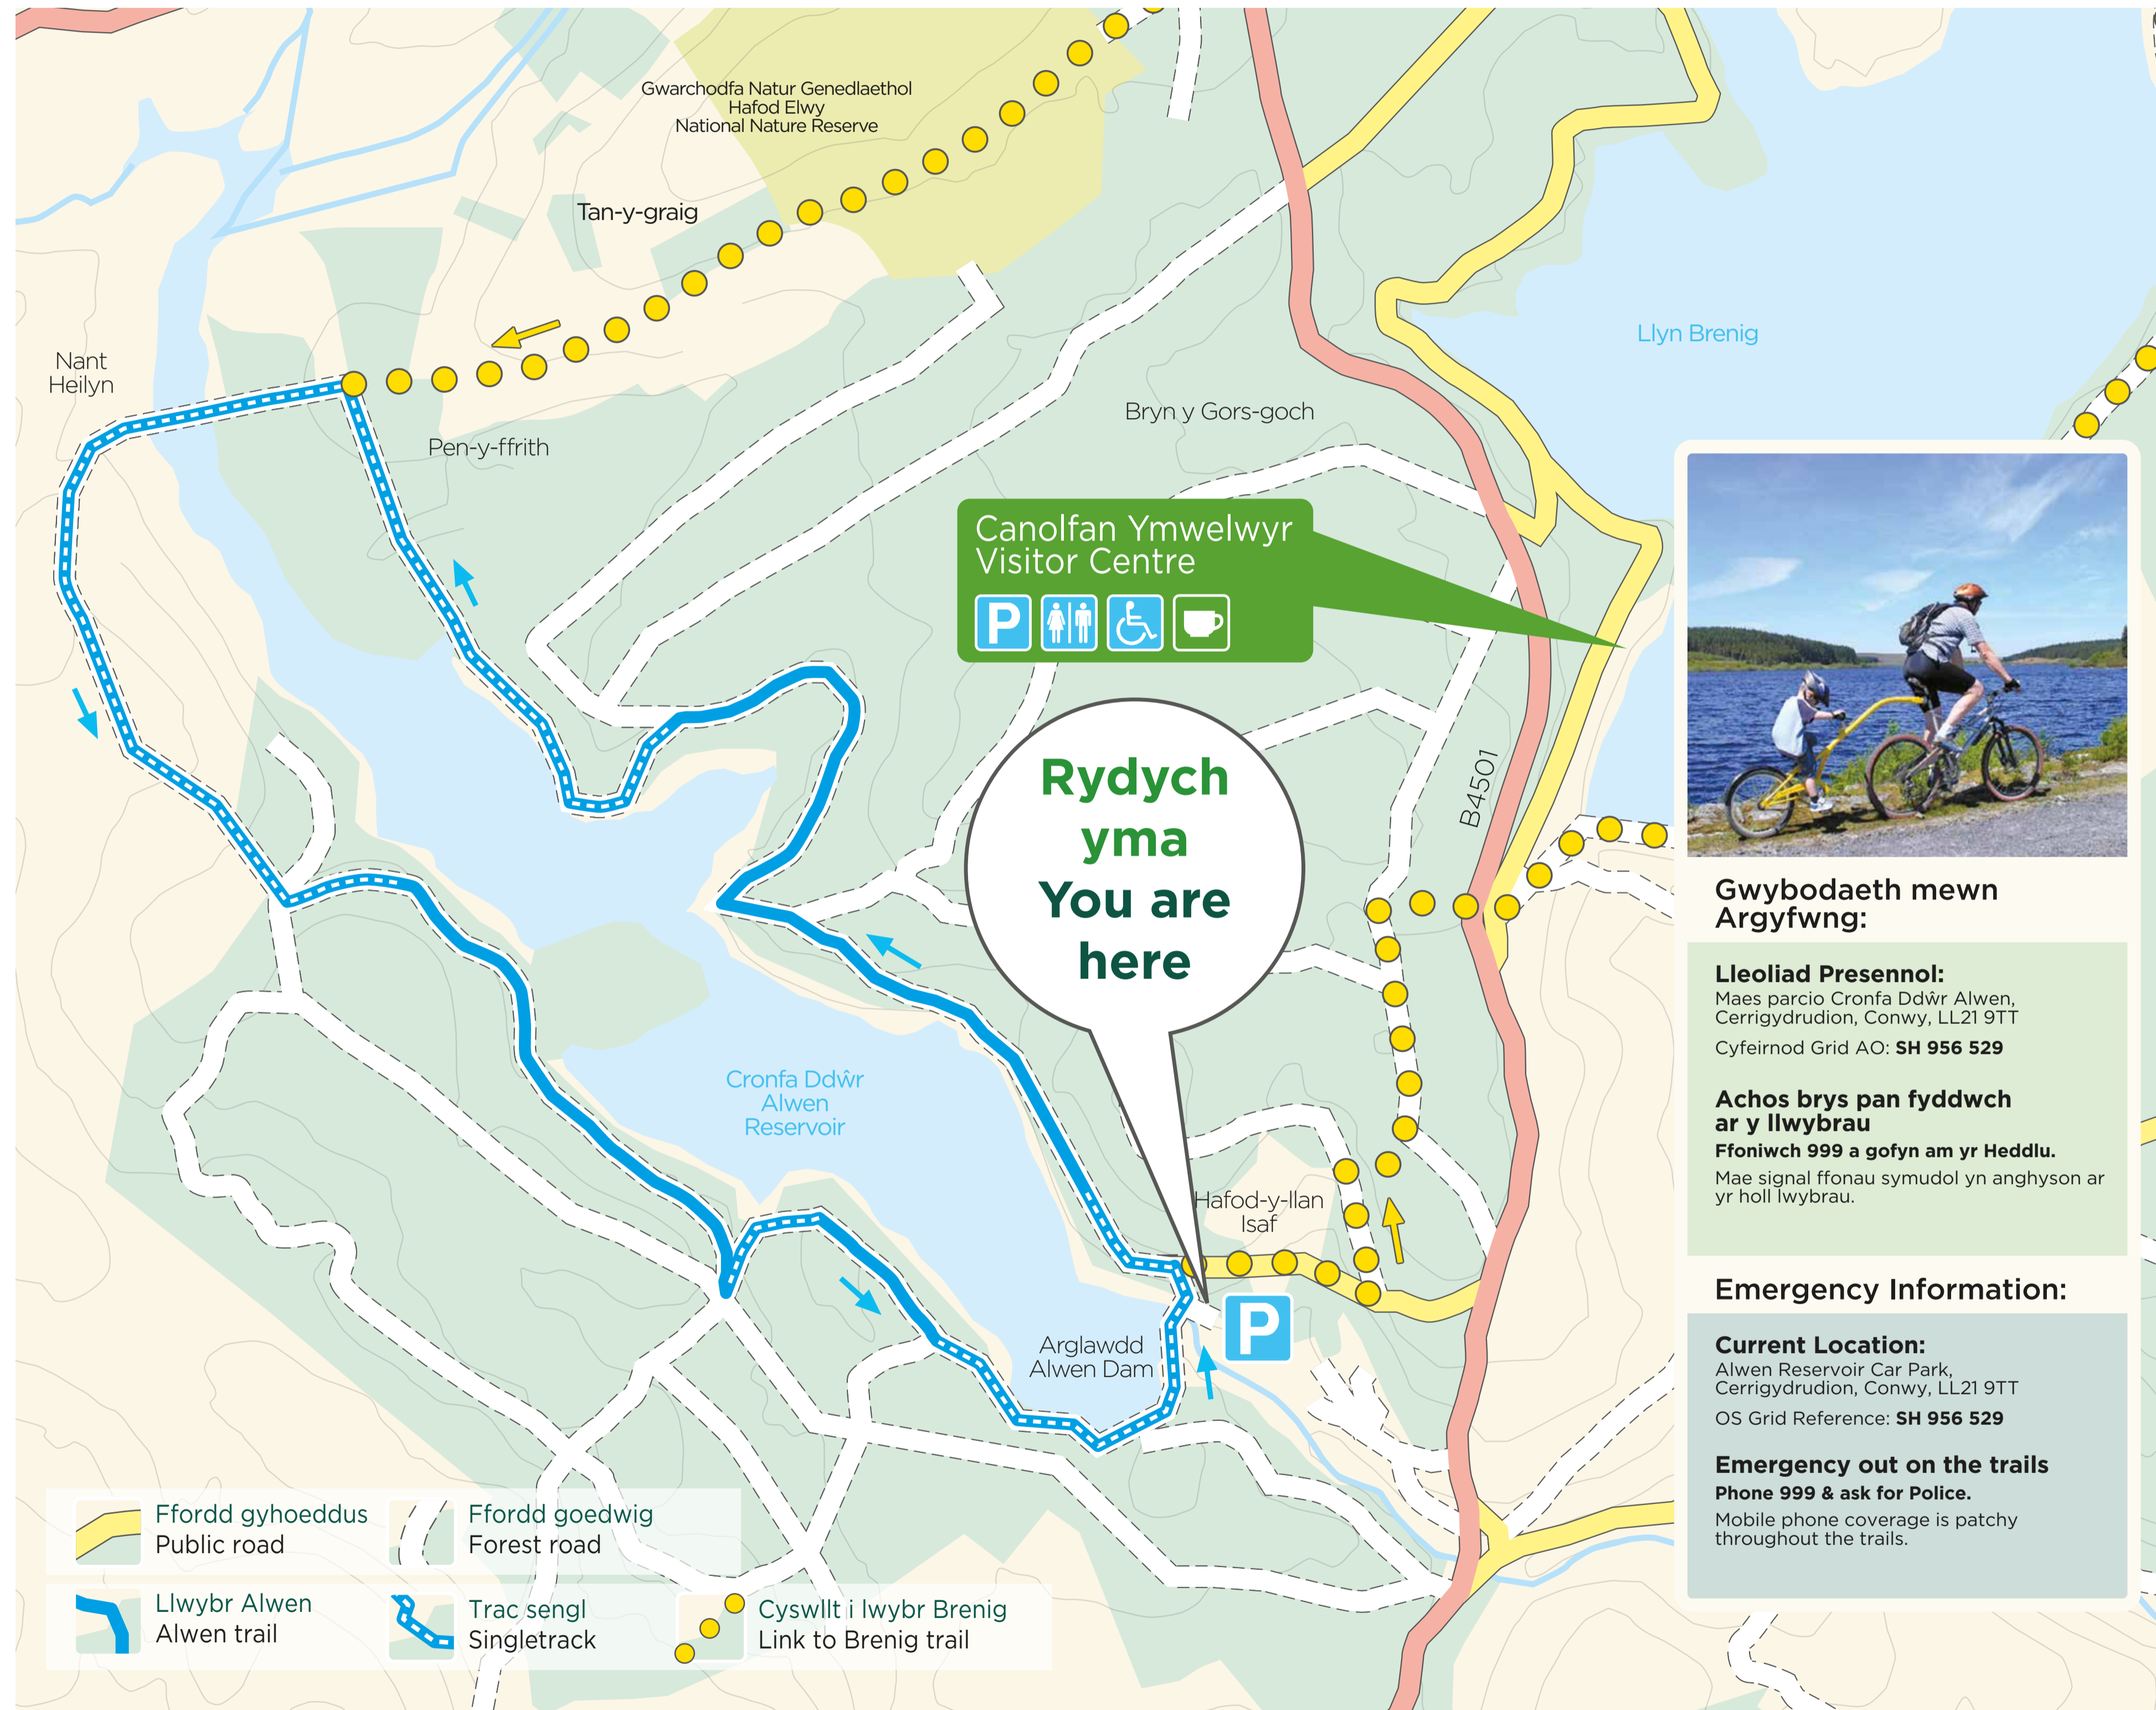 Gwarchodfa Natur Genedlaethol
Hafod Elwy
National Nature Reserve
Tan-y-graig
Nant
Heilyn
Pen-y-ffrith
Bryn y Gors-goch
Llyn Brenig
Canolfan Ymwelwyr
Visitor Centre
P
B4501
Rydych
yma
You are
here
Cronfa Ddŵr
Alwen
Reservoir
Hafod-y-llan
Isaf
P
Arglawdd
Alwen Dam
Gwybodaeth mewn
Argyfwng:
Lleoliad Presennol:
Maes parcio Cronfa Ddŵr Alwen,
Cerrigydrudion, Conwy, LL21 9TT
Cyfeirnod Grid AO: SH 956 529
Achos brys pan fyddwch
ar y llwybrau
Ffoniwch 999 a gofyn am yr Heddlu.
Mae signal ffonau symudol yn anghyson ar
yr holl lwybrau.
Emergency Information:
Current Location:
Alwen Reservoir Car Park,
Cerrigydrudion, Conwy, LL21 9TT
OS Grid Reference: SH 956 529
Emergency out on the trails
Phone 999 & ask for Police.
Mobile phone coverage is patchy
throughout the trails.
Ffordd gyhoeddus
Public road
Ffordd goedwig
Forest road
Llwybr Alwen
Alwen trail
Trac sengl
Singletrack
Cyswllt i lwybr Brenig
Link to Brenig trail